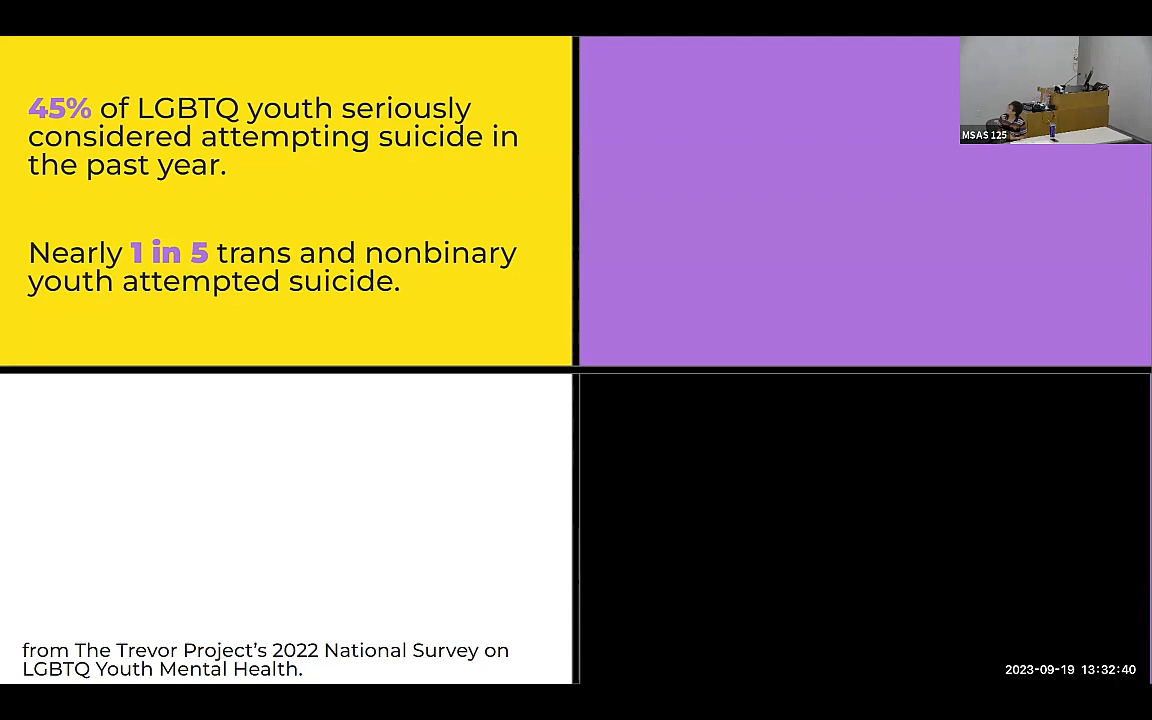 45% of LGBTQ youth seriously
considered attempting suicide in
the past year.
Nearly 1 in 5 trans and nonbinary
youth attempted suicide.
MSAS 125
from The Trevor Project's 2022 National Survey on
LGBTQ Youth Mental Health.
2023-09-19 13:32:40